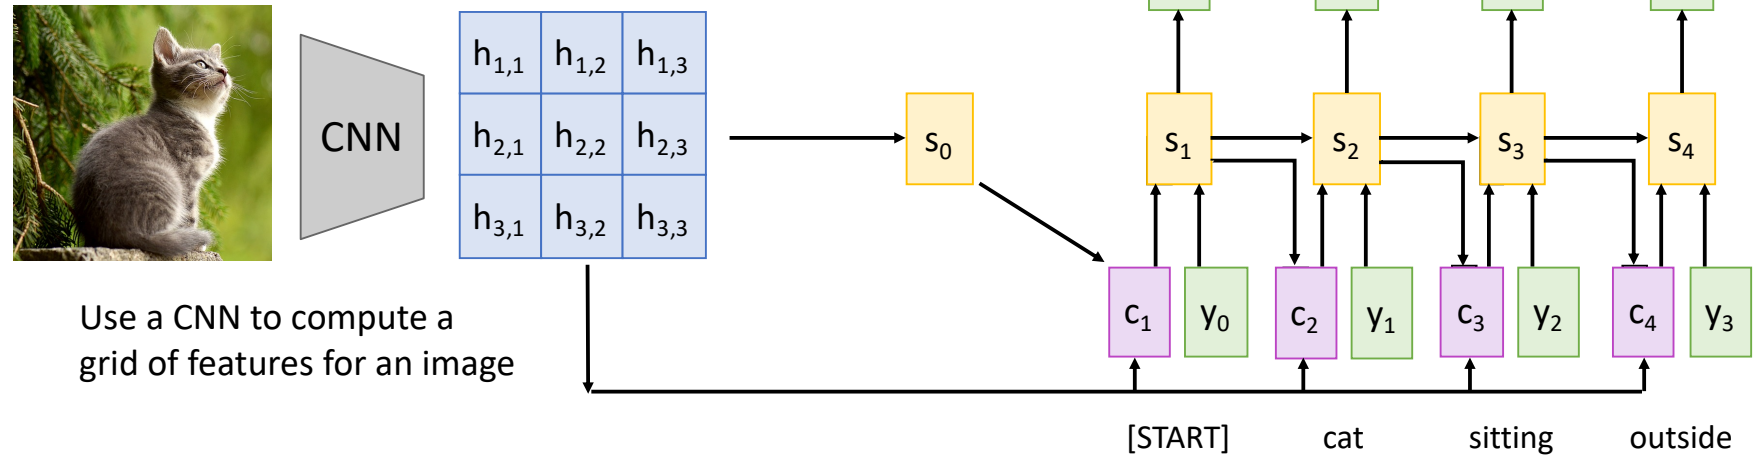 CNN
h1,1 h1,2 h1,3
h2,1 h2,2 h2,3
h3,1 h3,2 h3,3
s0
s1 s2 s3 s4
c1 y0 c2 y1 c3 y2 c4 y3
Use a CNN to compute a
grid of features for an image
[START] cat sitting outside